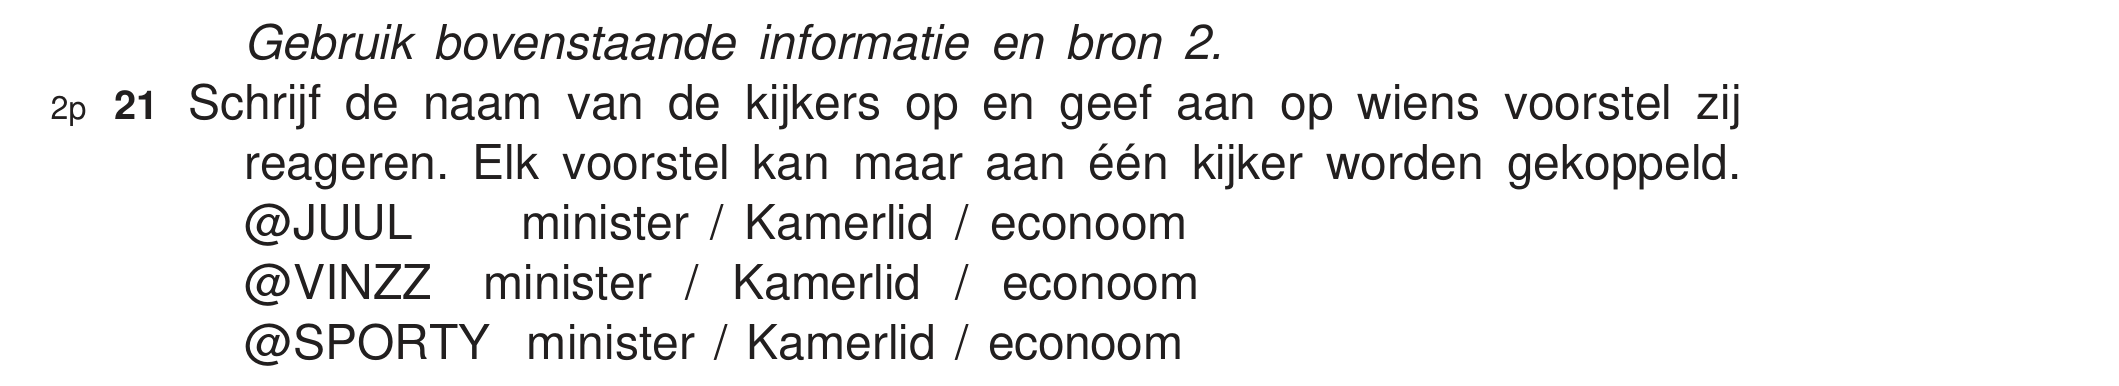 Gebruik bovenstaande informatie en bron 2.
2p 21 Schrijf de naam van de kijkers op en geef aan op wiens voorstel zij
reageren. Elk voorstel kan maar aan één kijker worden gekoppeld.
@JUUL minister / Kamerlid / econoom
@VINZZ minister / Kamerlid / econoom
@SPORTY minister / Kamerlid / econoom